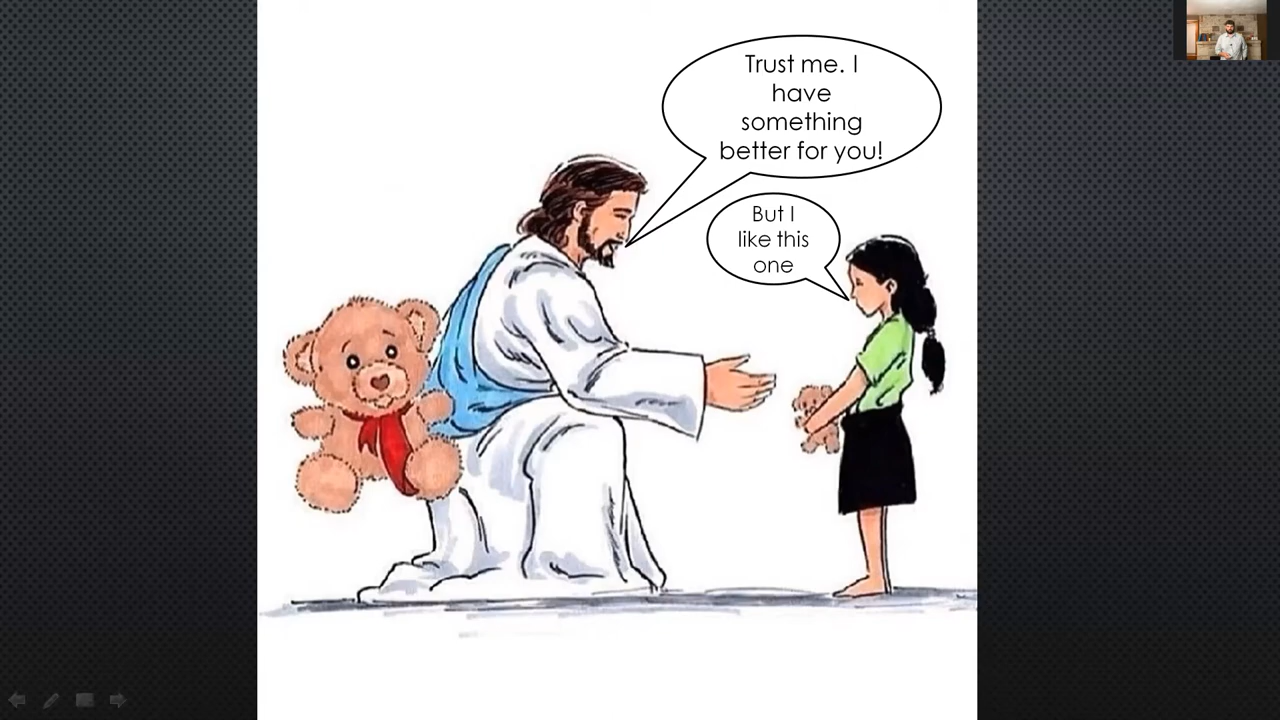 Trust me. I
have
something
better for you!
But I
like this
one